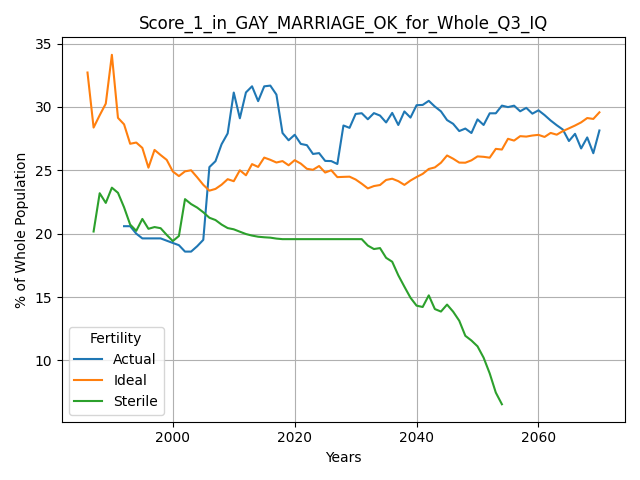 Score_1_in_GAY_MARRIAGE_OK_for_Whole_Q3_IQ
% of Whole Population
35
30
25
20
15
10
Fertility
Actual
Ideal
Sterile
2000 2020 2040 2060
Years